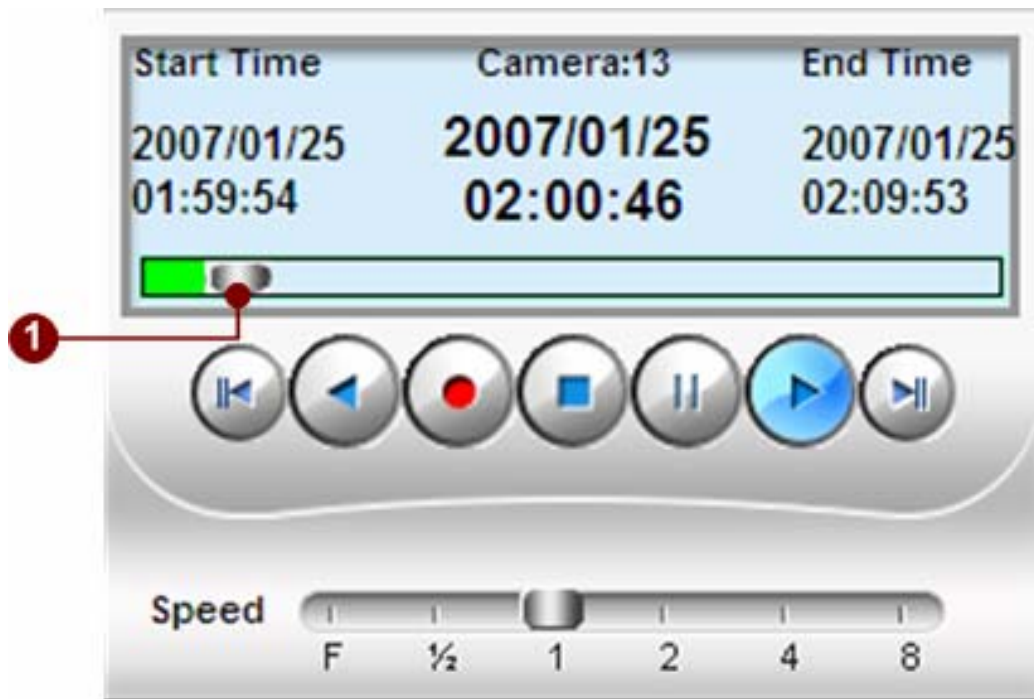 Start Time Camera:13 End Time
2007/01/25 2007/01/25 2007/01/25
01:59:54 02:00:46 02:09:53
1
Speed
F ½ 1 2 4 8